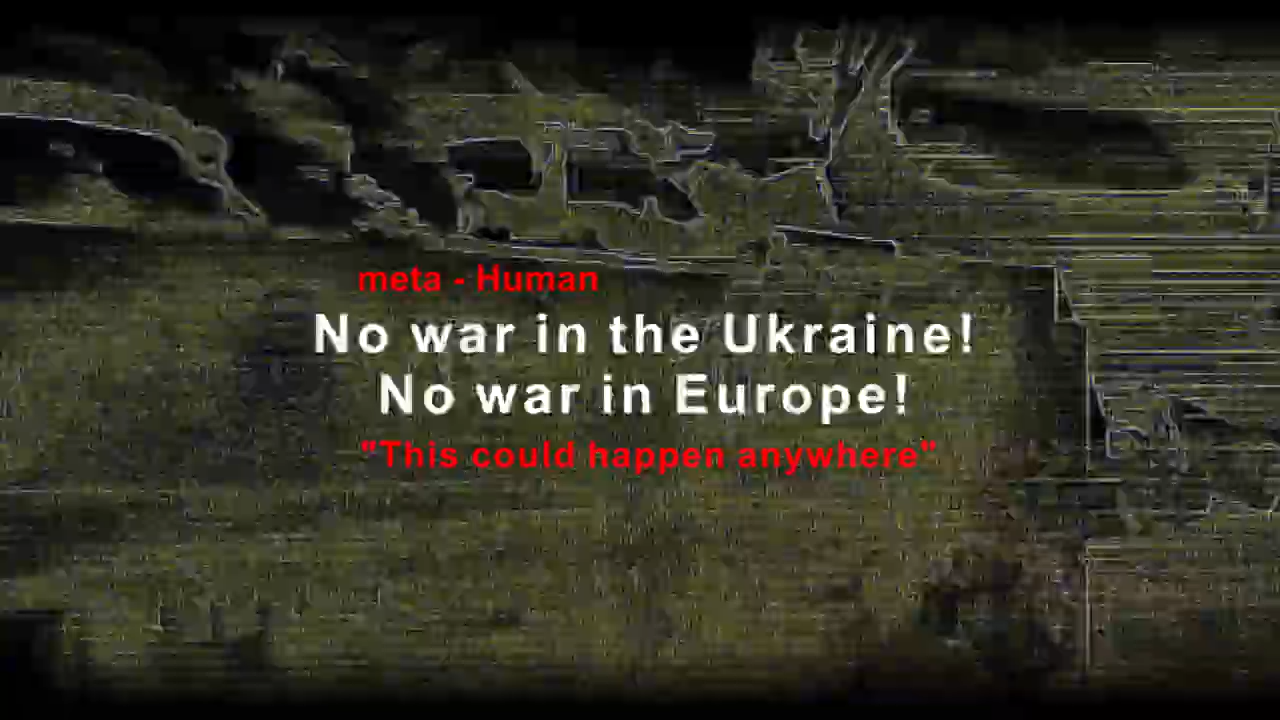 meta - Human
No war in the Ukraine!
No war in Europe!
"This could happen anywhere"